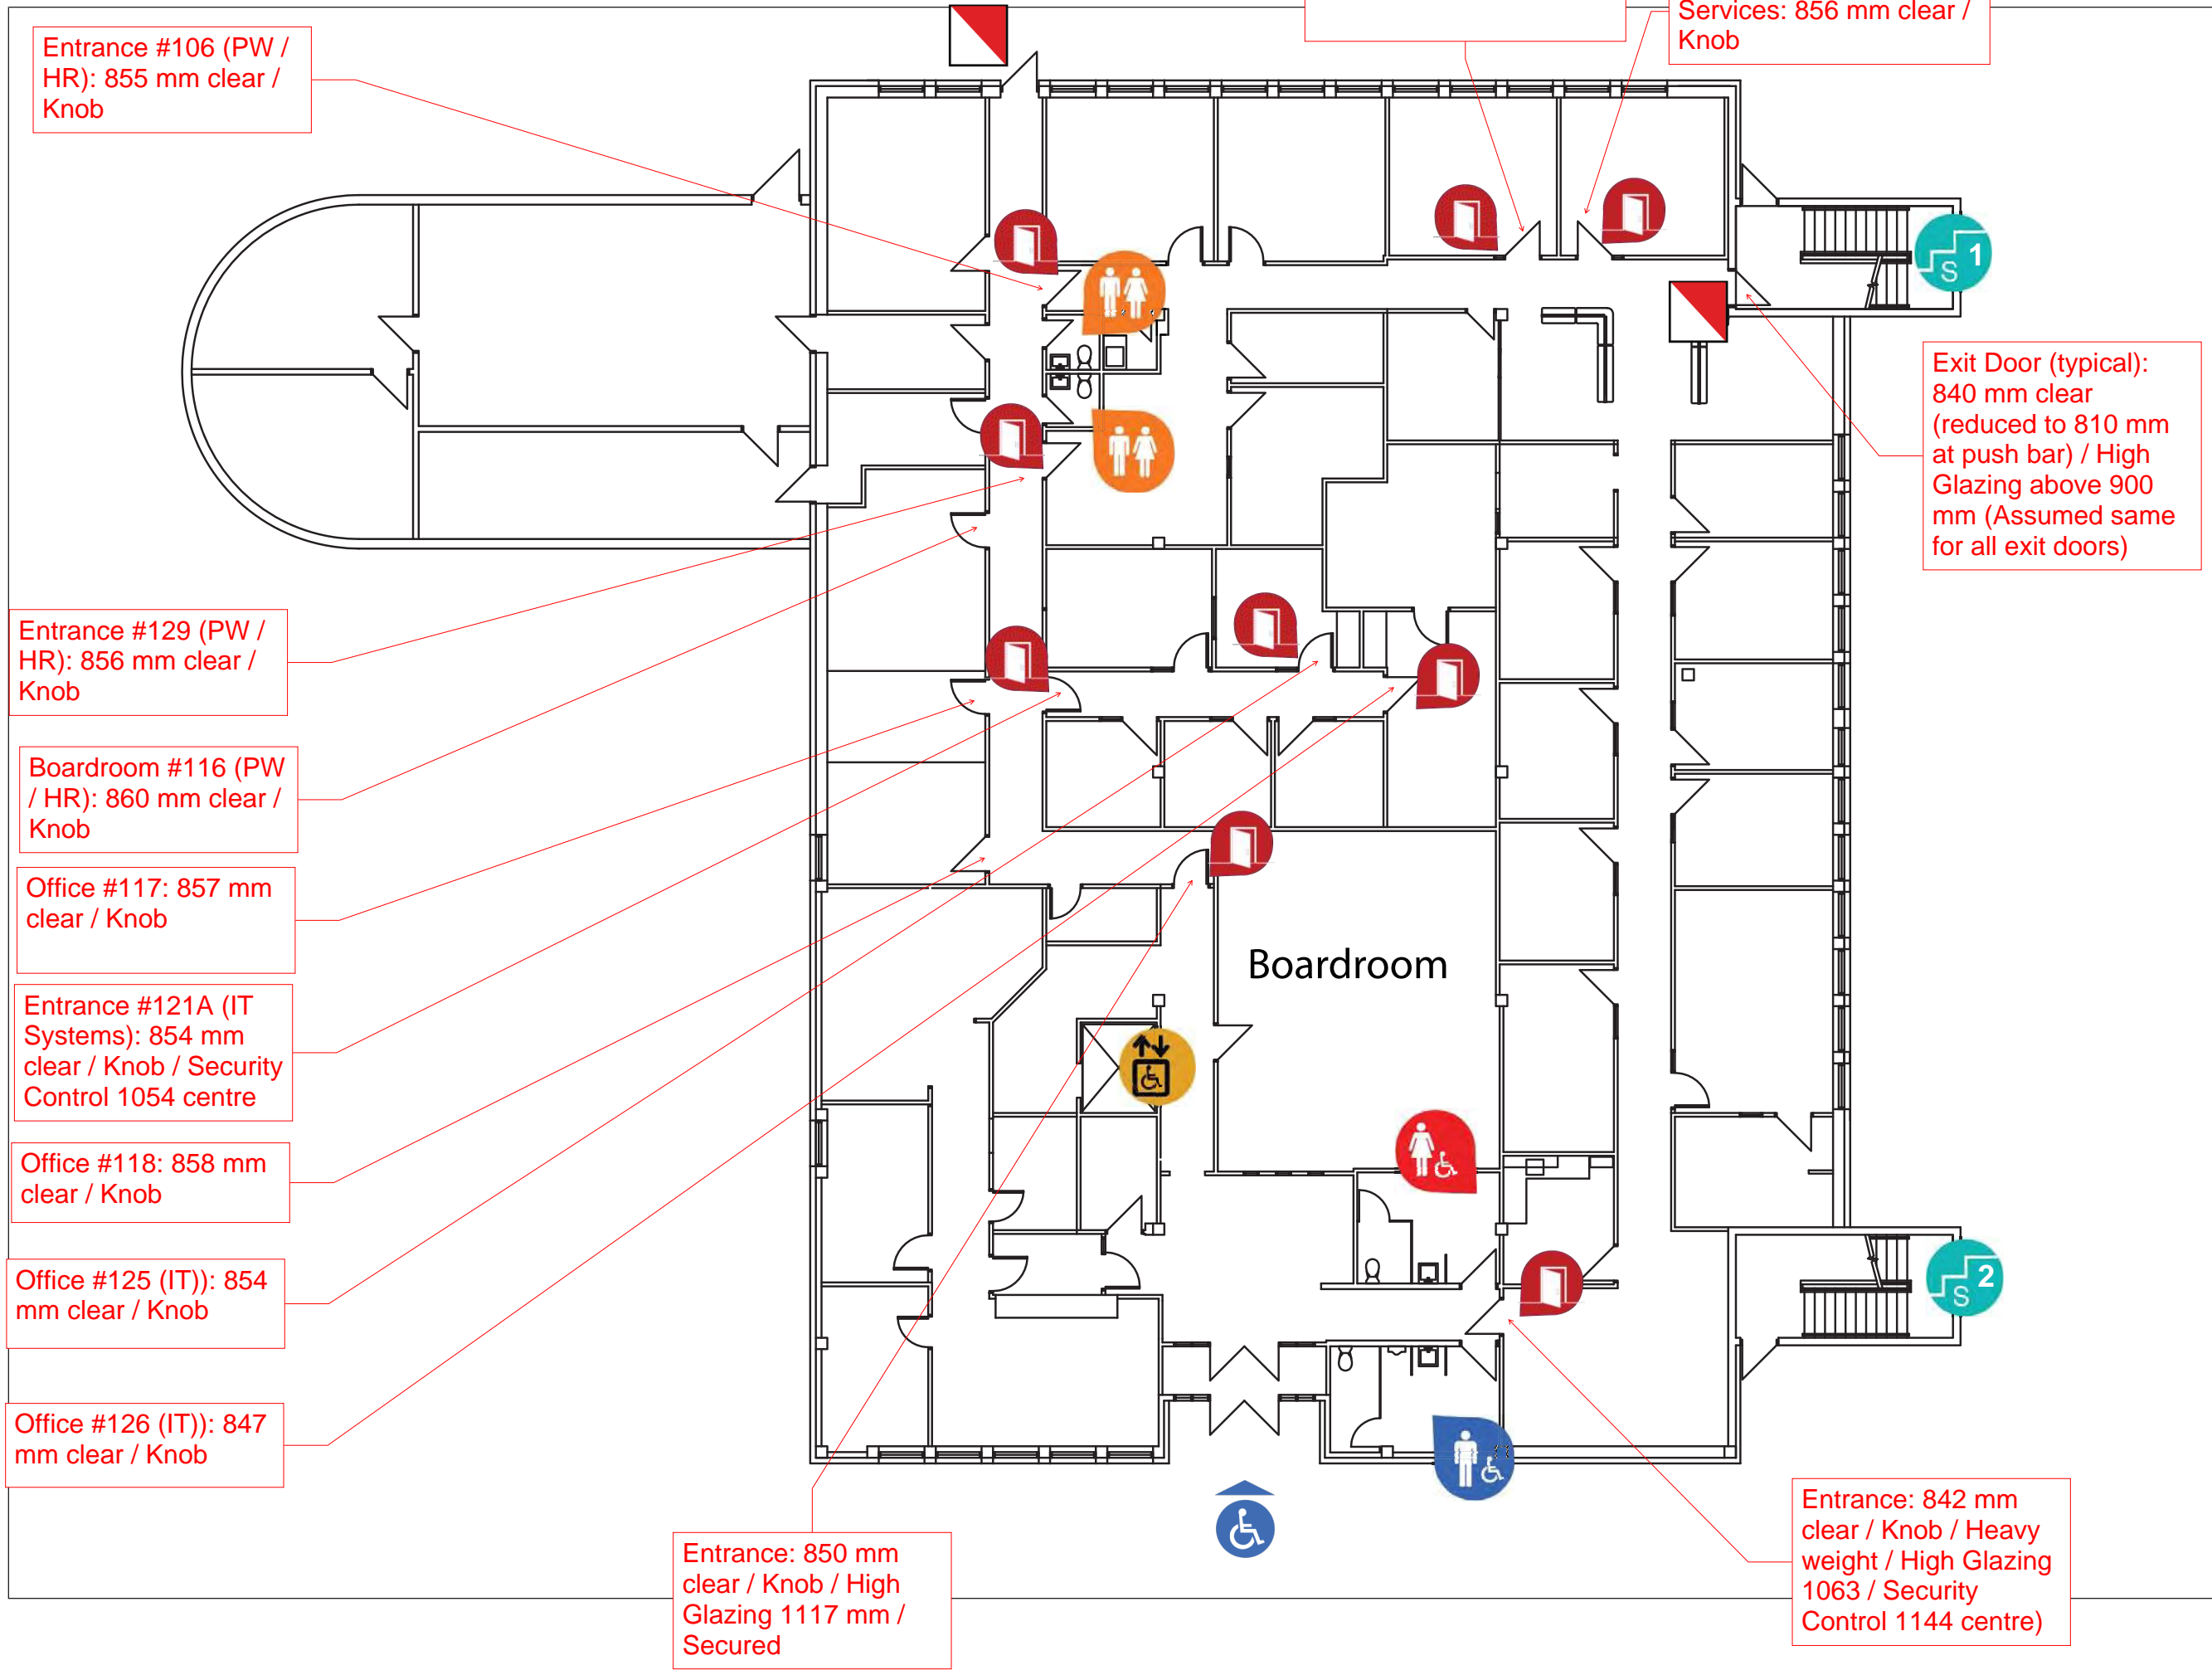 Services: 856 mm clear /
Knob
Entrance #106 (PW /
HR): 855 mm clear /
Knob
S 1
Exit Door (typical):
840 mm clear
(reduced to 810 mm
at push bar) / High
Glazing above 900
mm (Assumed same
for all exit doors)
Entrance #129 (PW /
HR): 856 mm clear /
Knob
Boardroom #116 (PW
/ HR): 860 mm clear /
Knob
Office #117: 857 mm
clear / Knob
Boardroom
Entrance #121A (IT
Systems): 854 mm
clear / Knob / Security
Control 1054 centre
Office #118: 858 mm
clear / Knob
Office #125 (IT)): 854
mm clear / Knob
S 2
Office #126 (IT)): 847
mm clear / Knob
Entrance: 850 mm
clear / Knob / High
Glazing 1117 mm /
Secured
Entrance: 842 mm
clear / Knob / Heavy
weight / High Glazing
1063 / Security
Control 1144 centre)